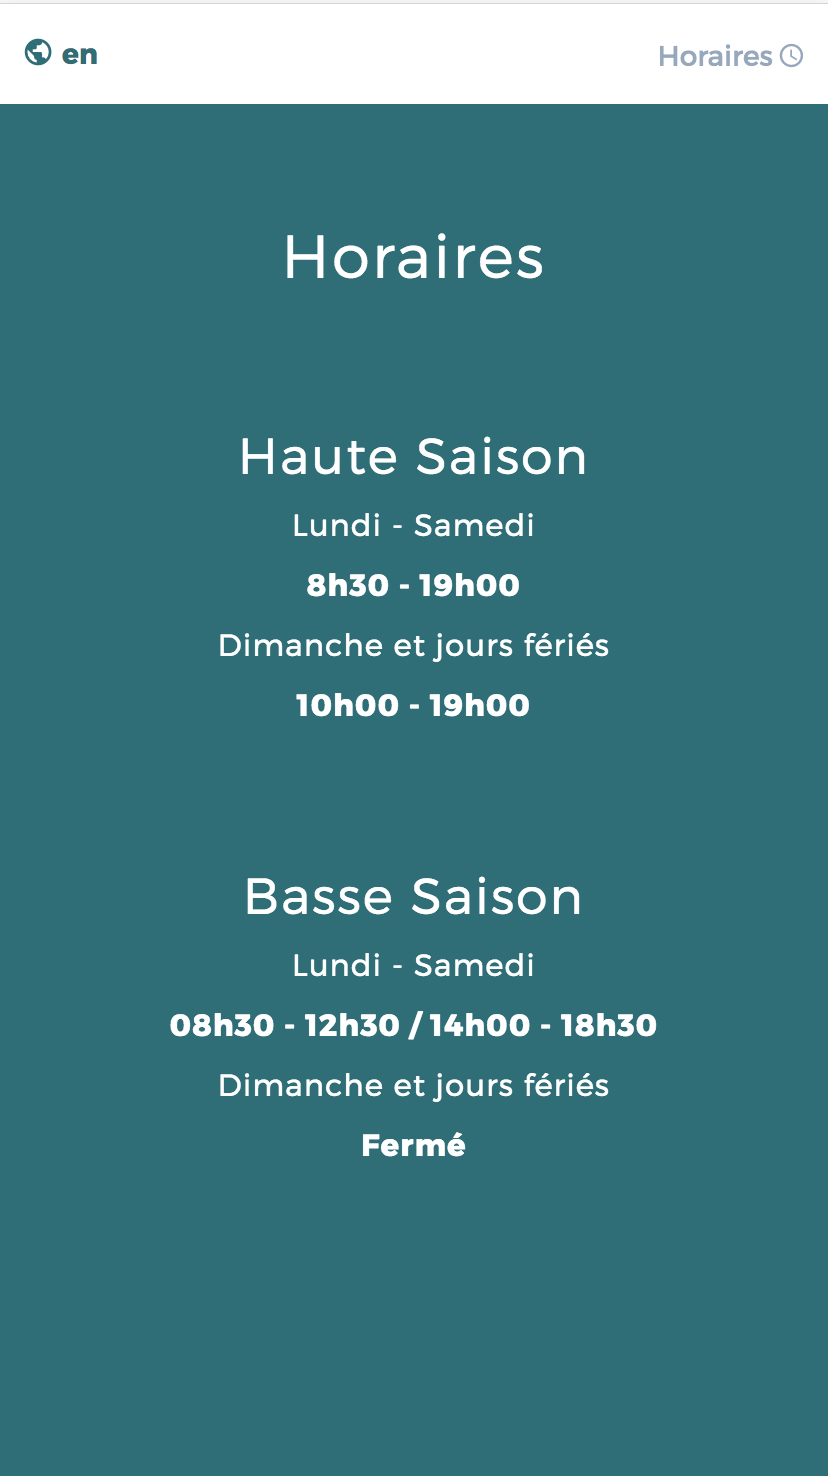 en
Horaires
Horaires
Haute Saison
Lundi - Samedi
8h30 - 19h00
Dimanche et jours fériés
10h00 - 19h00
Basse Saison
Lundi - Samedi
08h30 - 12h30 / 14h00 - 18h30
Dimanche et jours fériés
Fermé